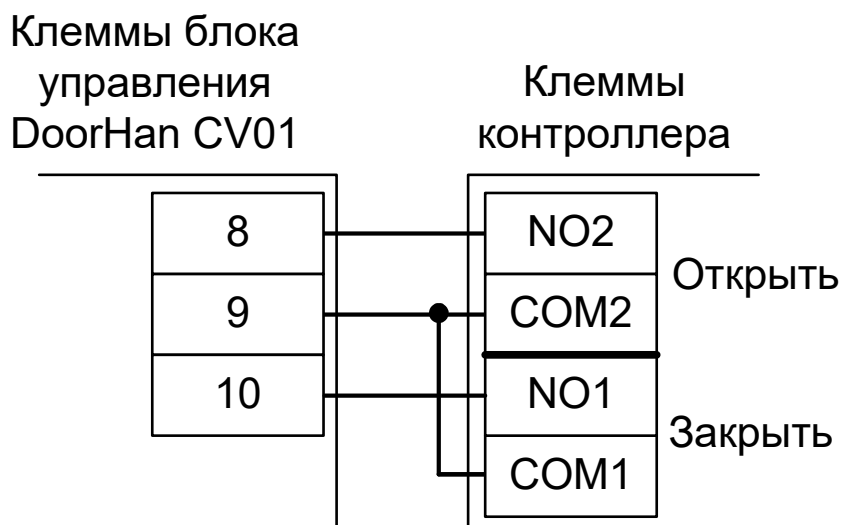 Клеммы блока
управления
DoorHan CV01
Клеммы
контроллера
8
9
10
NO2
COM2
NO1
COM1
Открыть
Закрыть